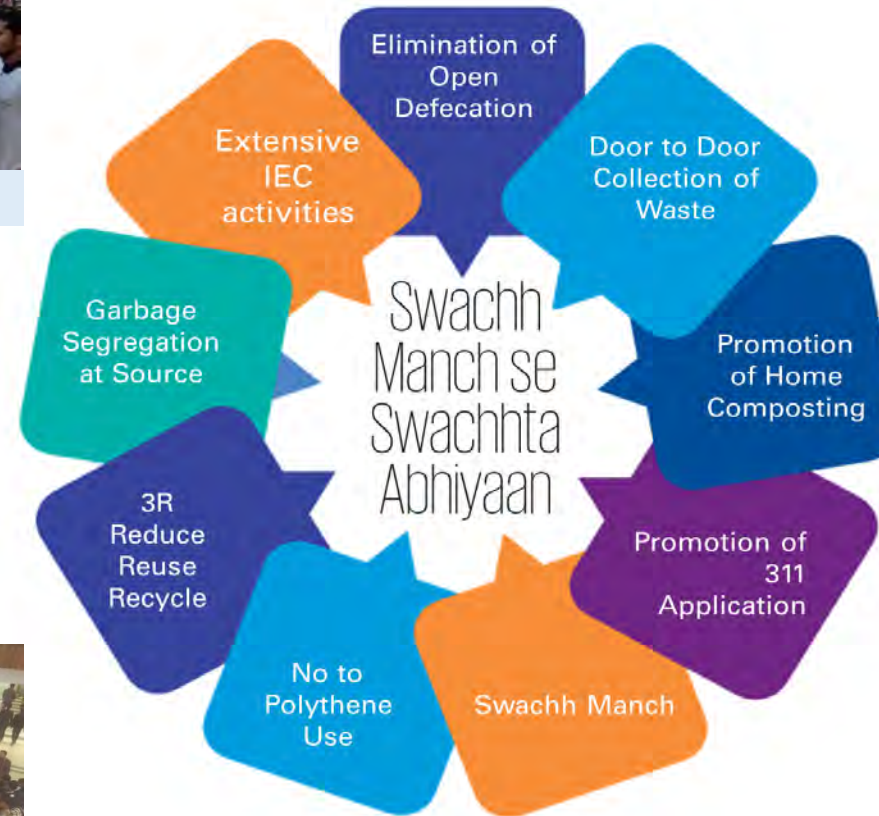 Elimination of
Open
Defecation
Door to Door
Collection of
Waste
Promotion
of Home
Composting
Promotion of
311
Application
Swachh Manch
No to
Polythene
Use
3R
Reduce
Reuse
Recycle
Garbage
Segregation
at Source
Extensive
IEC
activities
Swachh
Manch se
Swachhta
Abhiyaan